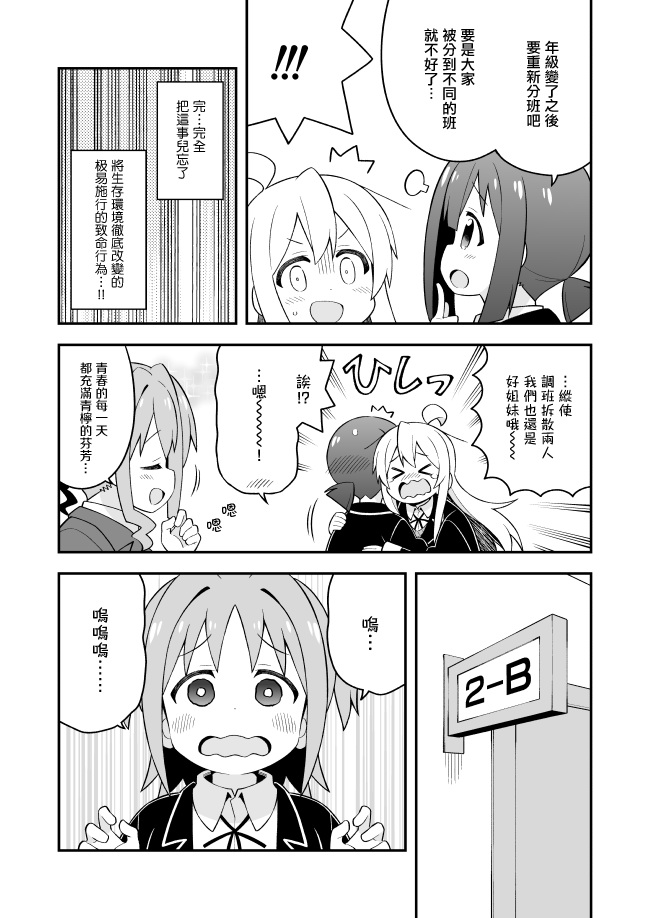 年級變了之後
要重新分班吧
要是大家
被分到不同的班
就不好了…
!!!
完…完全
把這事兒忘了
將生存環境徹底改變的
极易施行的致命行為…!!
…縱使
調班拆散兩人
我們也還是
好姐妹哦～～
ひしっ
誒!?
…嗯～～～～!
青春的每一天
都充滿青檸的芬芳…
嗯
嗯
2-B
嗚…
嗚嗚嗚……